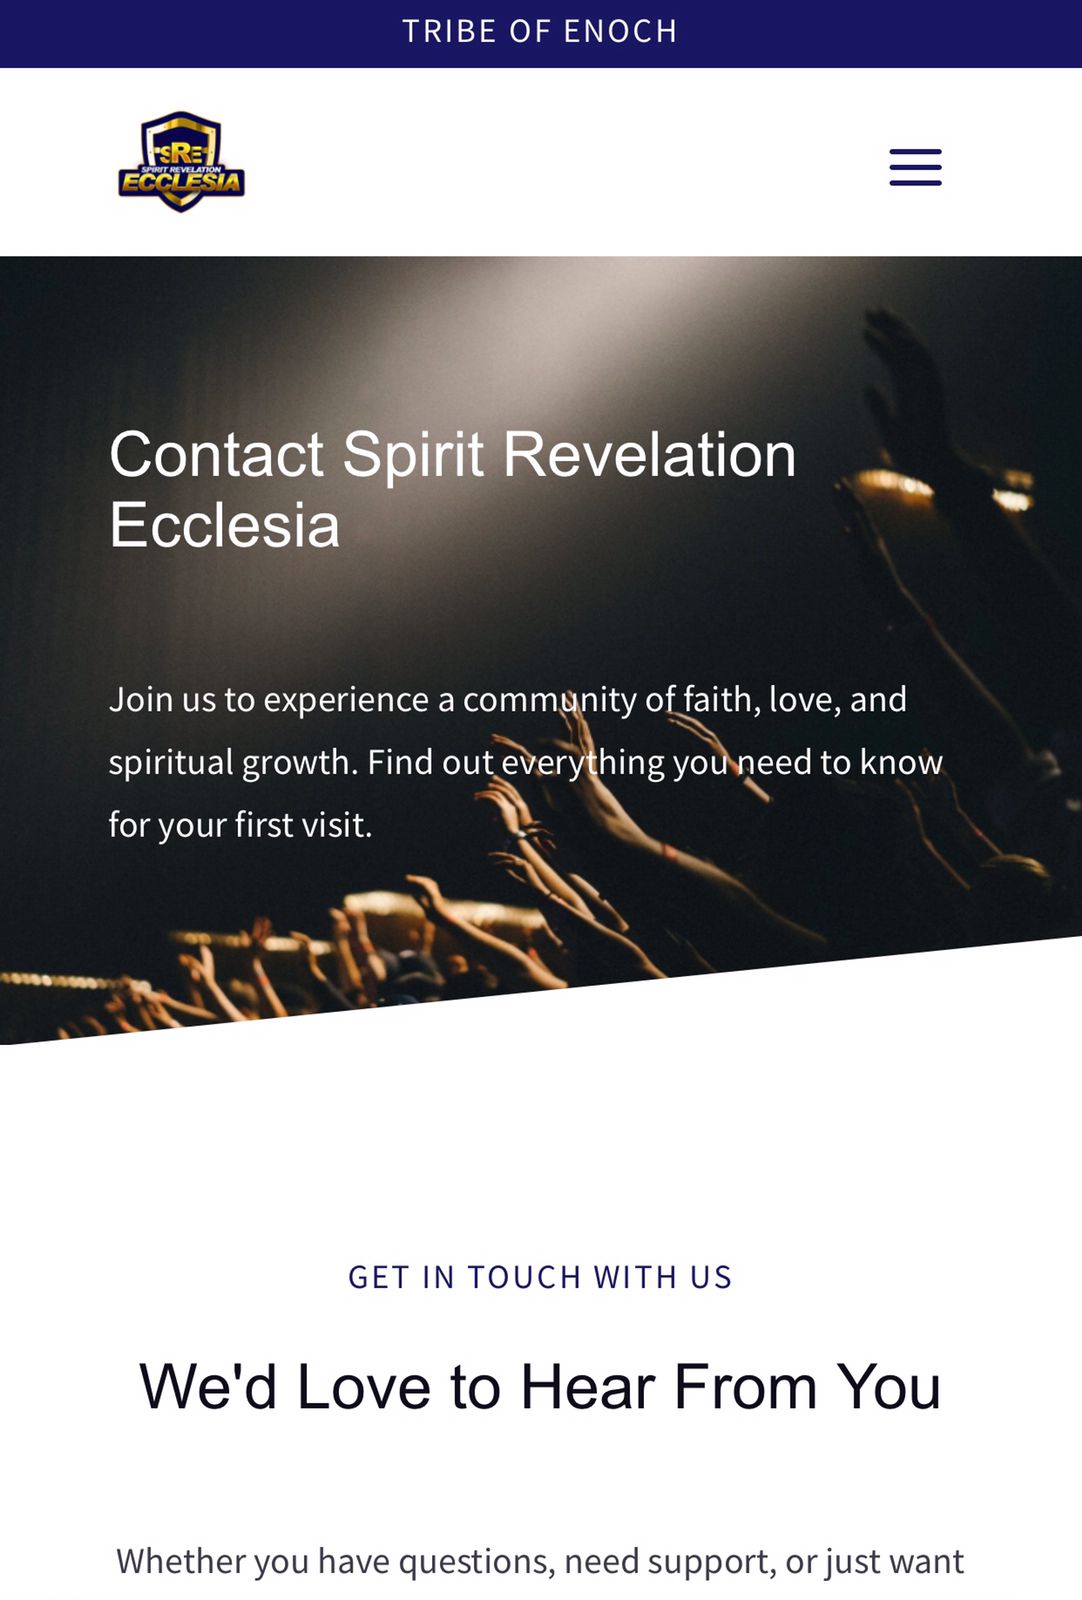 TRIBE OF ENOCH
SRE
SPIRIT REVELATION
ECCLESIA
Contact Spirit Revelation
Ecclesia
Join us to experience a community of faith, love, and
spiritual growth. Find out everything you need to know
for your first visit.
GET IN TOUCH WITH US
We'd Love to Hear From You
Whether you have questions, need support, or just want